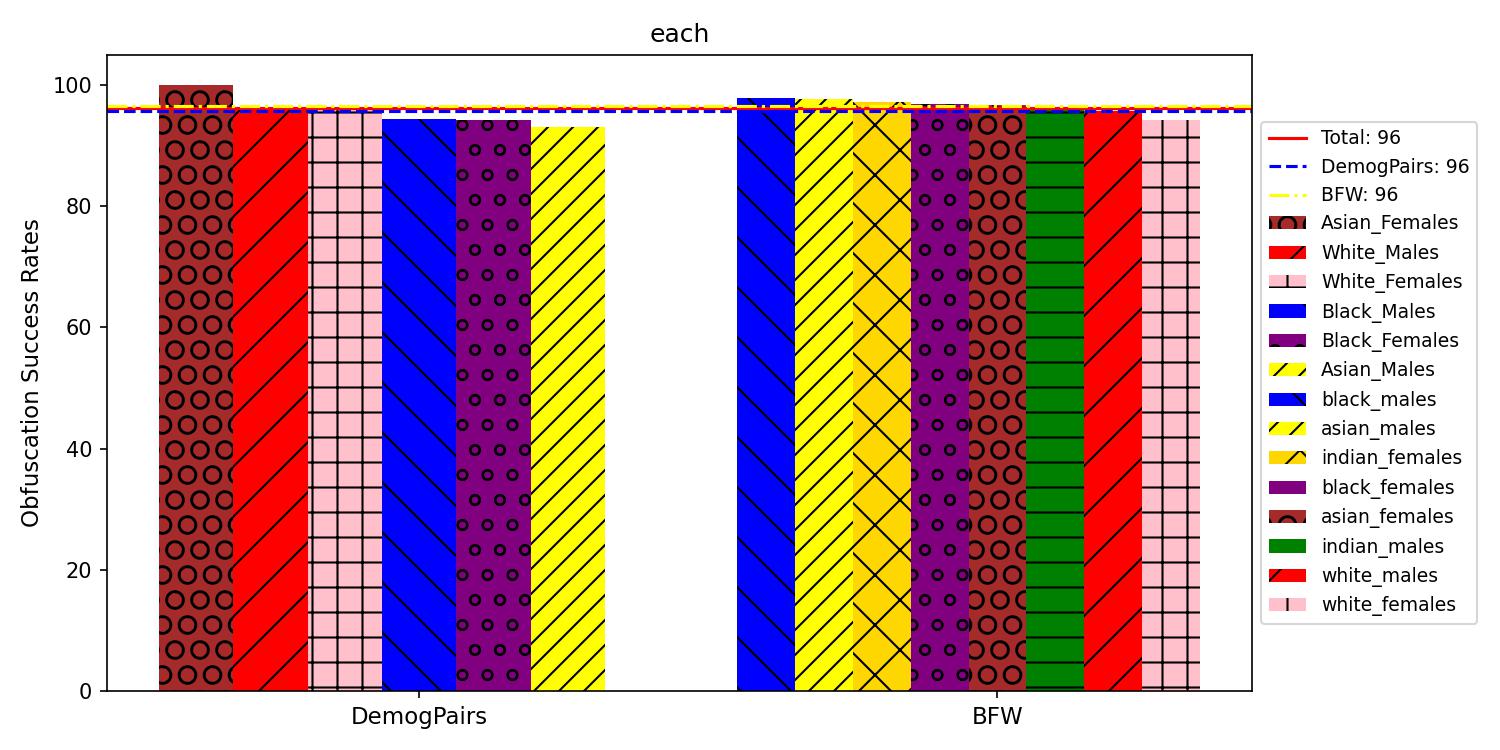 each
Obfuscation Success Rates
100
80
60
40
20
0
DemogPairs
BFW
Total: 96
DemogPairs: 96
BFW: 96
Asian_Females
White_Males
White_Females
Black_Males
Black_Females
Asian_Males
black_males
asian_males
indian_females
black_females
asian_females
indian_males
white_males
white_females